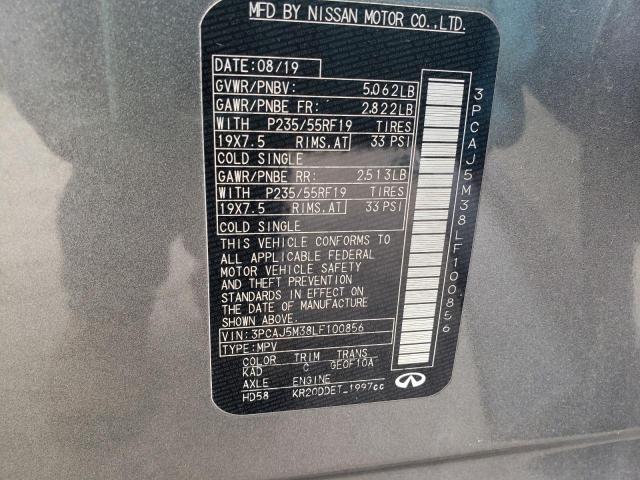 MFD BY NISSAN MOTOR CO.,LTD.
DATE: 08/19
GVWR/PNBV: 5.062LB
GAWR/PNBE FR: 2.822LB
WITH P235/55RF19 TIRES
19X7.5 RIMS.AT 33 PSI
COLD SINGLE
GAWR/PNBE RR: 2.513LB
WITH P235/55RF19 TIRES
19X7.5 RIMS.AT 33 PSI
COLD SINGLE
THIS VEHICLE CONFORMS TO
ALL APPLICABLE FEDERAL
MOTOR VEHICLE SAFETY
AND THEFT PREVENTION
STANDARDS IN EFFECT ON
THE DATE OF MANUFACTURE
SHOWN ABOVE.
VIN: 3PCAJ5M38LF100856
TYPE: MPV
COLOR TRIM TRANS
KAD C GE0F10A
AXLE ENGINE
HD58 KR20DDET 1997cc
3PCAJ5M38LF100856